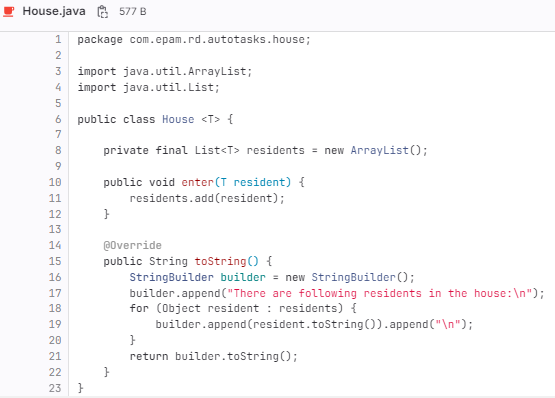 House.java 577 B
1 package com.epam.rd.autotasks.house;
2
3 import java.util.ArrayList;
4 import java.util.List;
5
6 public class House <T> {
7
8     private final List<T> residents = new ArrayList();
9
10     public void enter(T resident) {
11         residents.add(resident);
12     }
13
14     @Override
15     public String toString() {
16         StringBuilder builder = new StringBuilder();
17         builder.append("There are following residents in the house:\n");
18         for (Object resident : residents) {
19             builder.append(resident.toString()).append("\n");
20         }
21         return builder.toString();
22     }
23 }